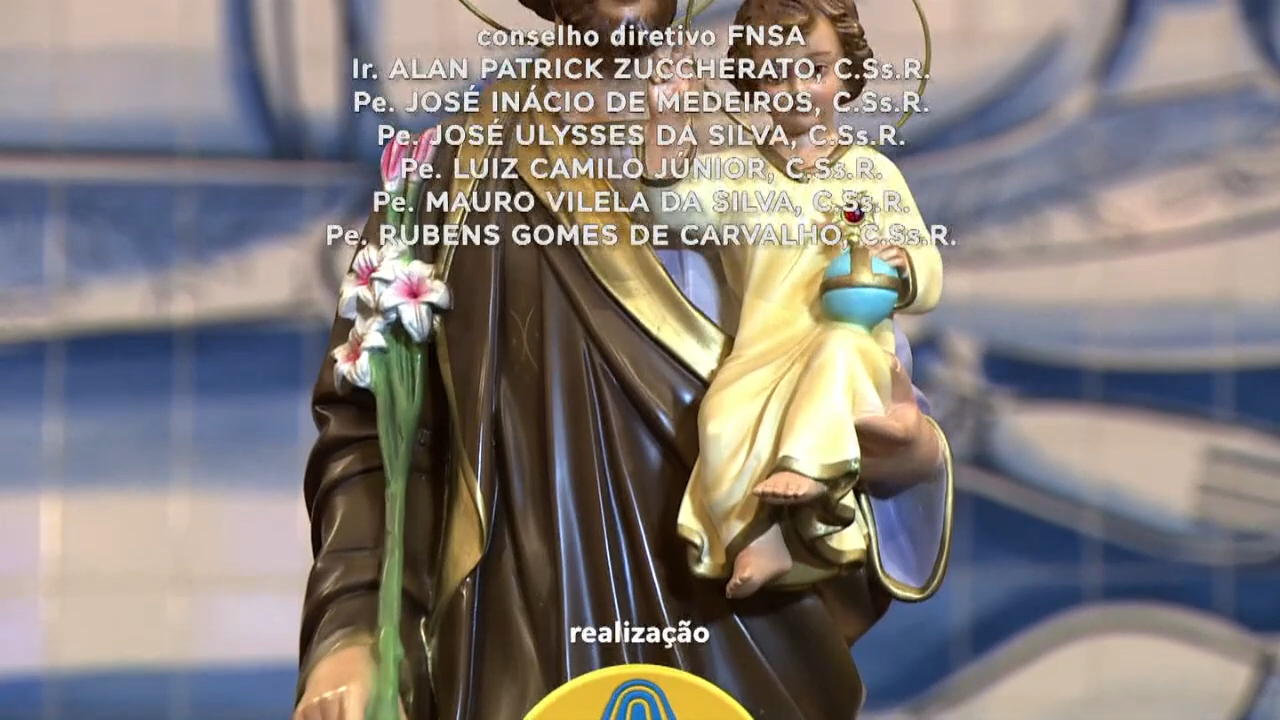 conselho diretivo FNSA
Ir. ALAN PATRICK ZUCCHERATO, C.Ss.R.
Pe. JOSÉ INÁCIO DE MEDEIROS, C.Ss.R.
Pe. JOSÉ ULYSSES DA SILVA, C.Ss.R.
Pe. LUIZ CAMILO JÚNIOR, C.Ss.R.
Pe. MAURO VILELA DA SILVA, C.Ss.R.
Pe. RUBENS GOMES DE CARVALHO, C.Ss.R.
realização